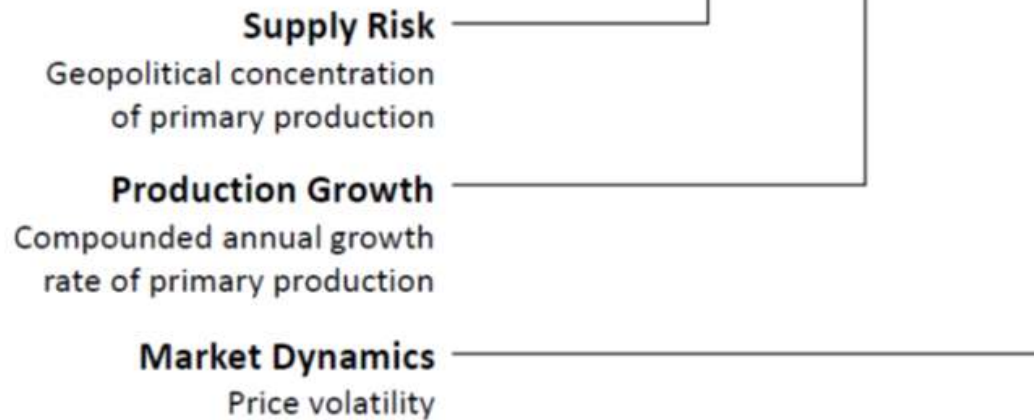 Supply Risk
Geopolitical concentration
of primary production
Production Growth
Compounded annual growth
rate of primary production
Market Dynamics
Price volatility